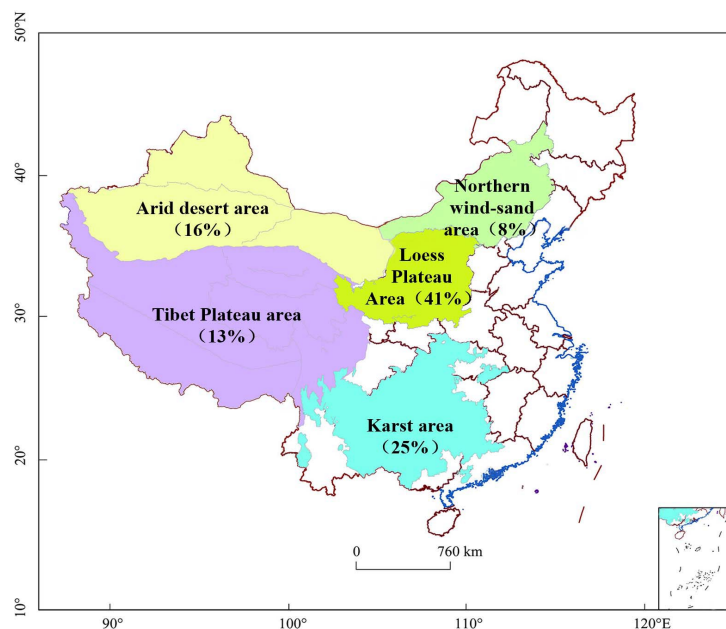 50°N
40°
30°
20°
10°
Northern
wind-sand
area（8%）
Arid desert area
（16%）
Loess
Plateau
Area（41%）
Tibet Plateau area
（13%）
Karst area
（25%）
0 760 km
90° 100° 110° 120°E